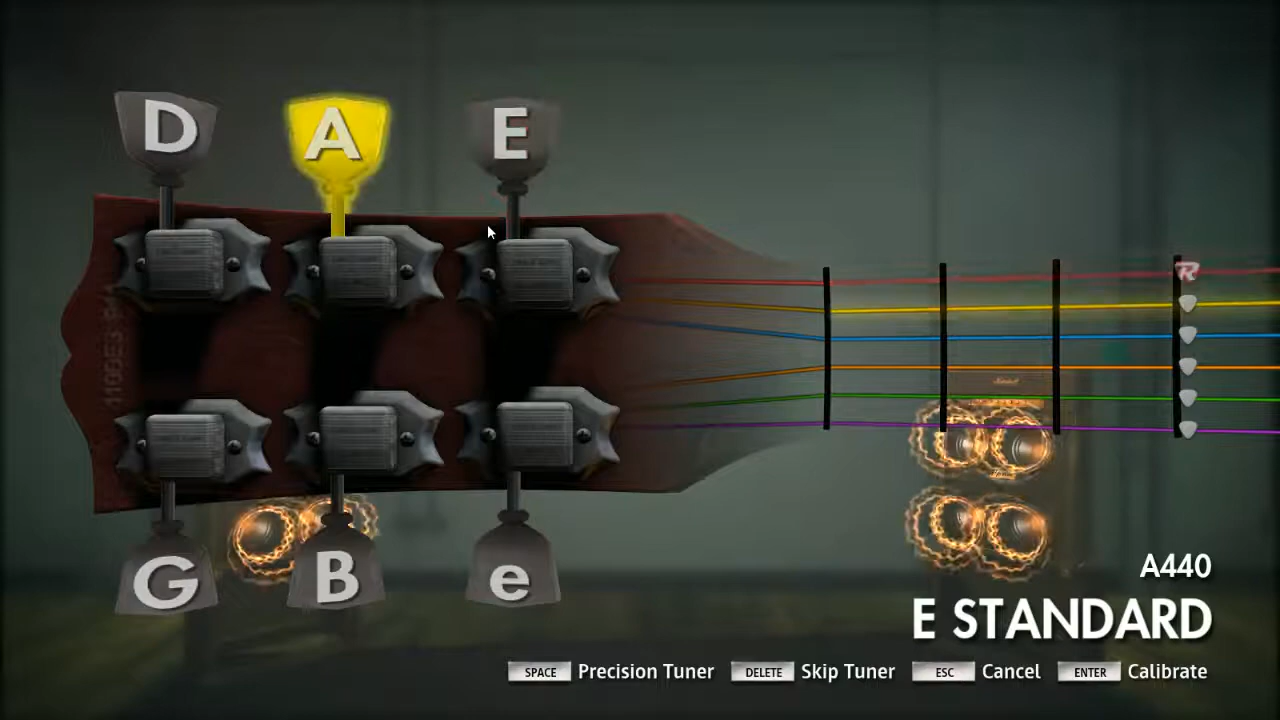 D A E
G B e
A440
E STANDARD
SPACE Precision Tuner DELETE Skip Tuner ESC Cancel ENTER Calibrate